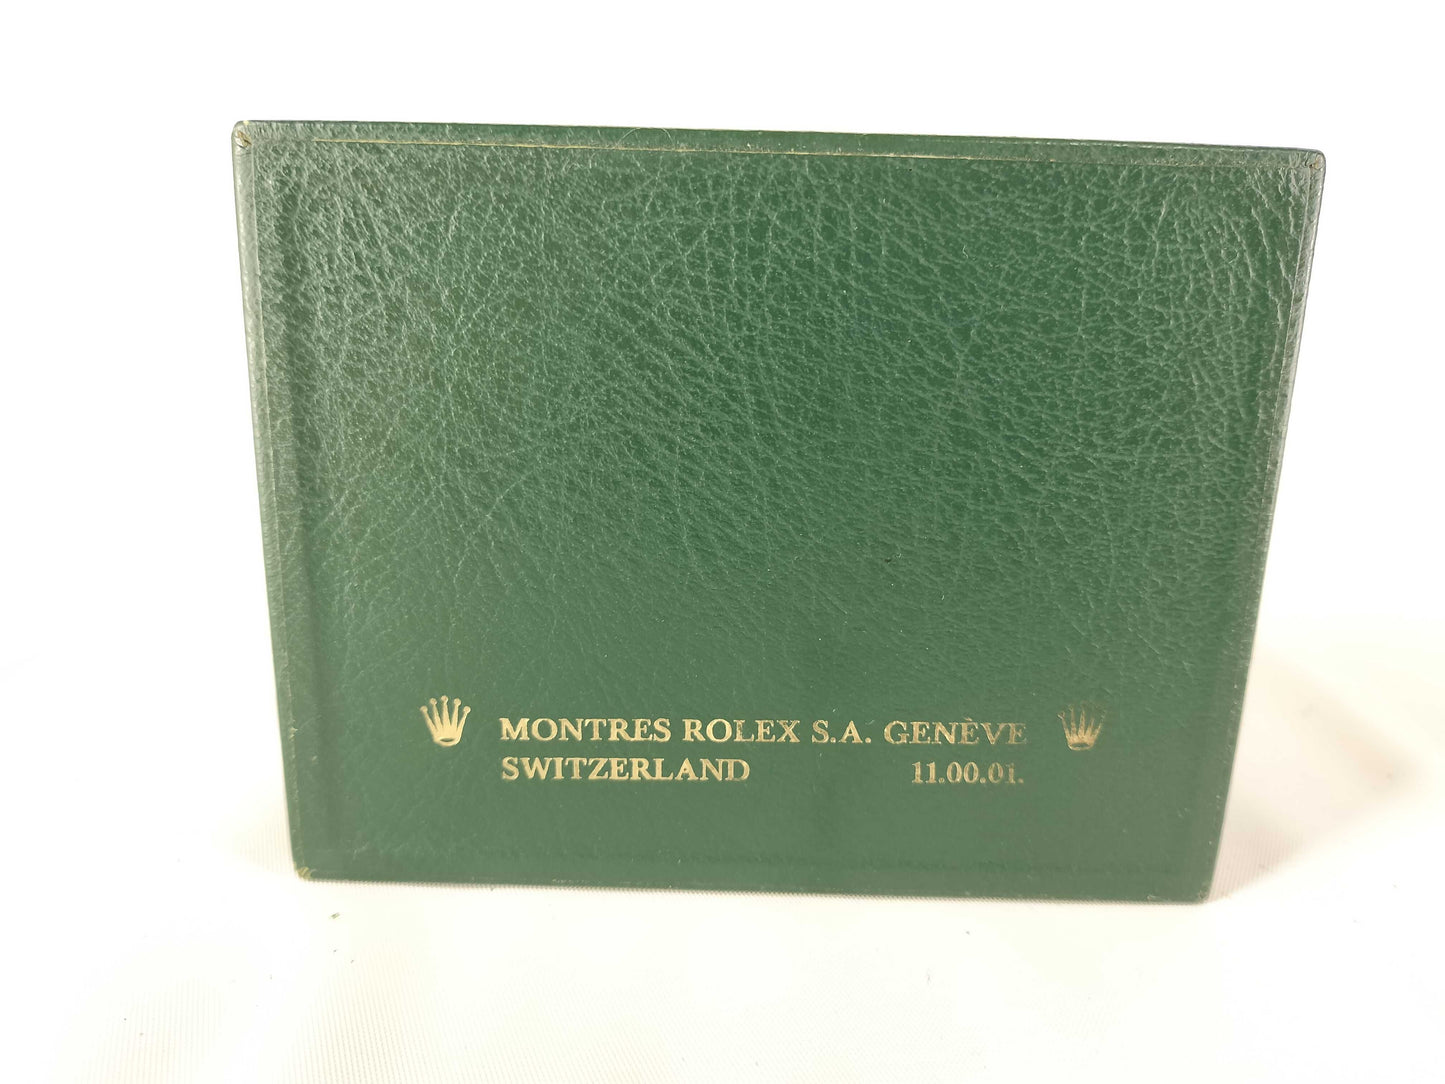 MONTRES ROLEX S.A. GENÈVE
SWITZERLAND 11.00.01.